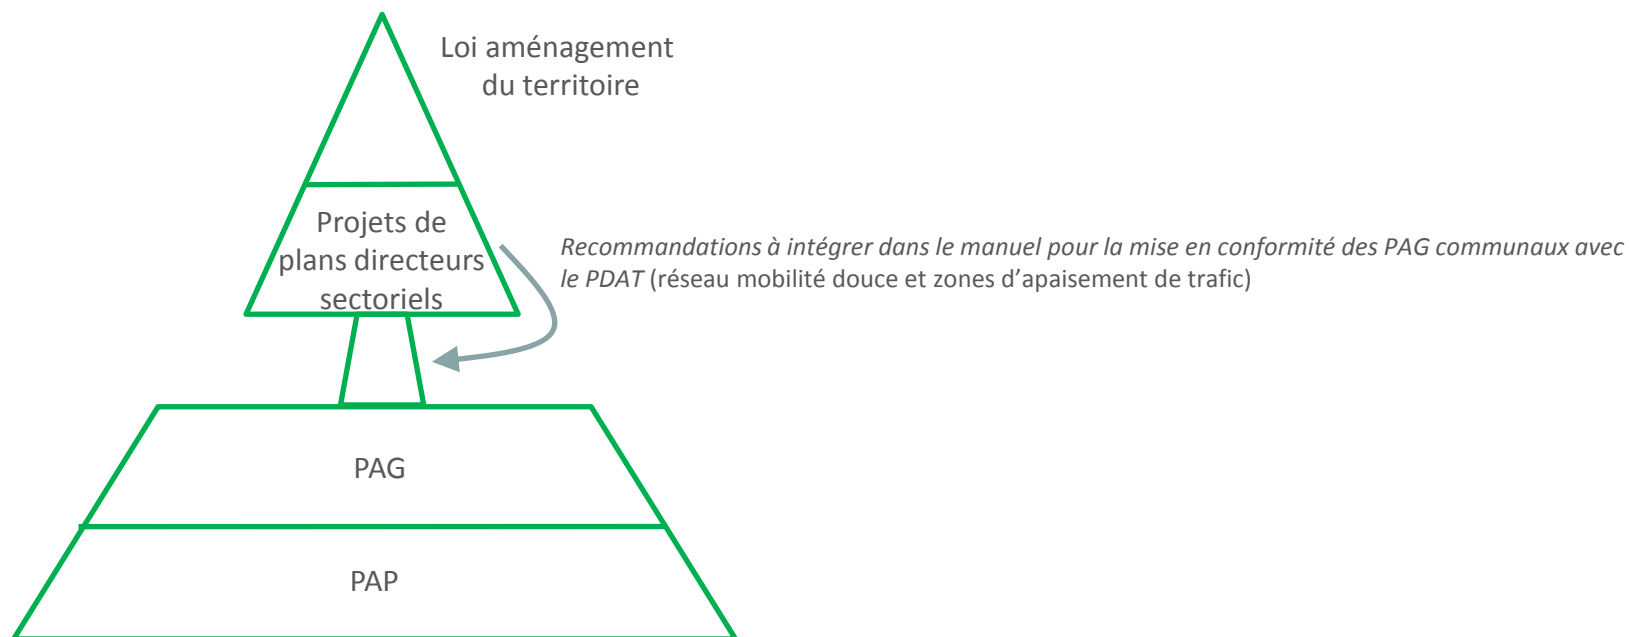 Loi aménagement
du territoire
Projets de
plans directeurs
sectoriels
Recommandations à intégrer dans le manuel pour la mise en conformité des PAG communaux avec
le PDAT (réseau mobilité douce et zones d’apaisement de trafic)
PAG
PAP